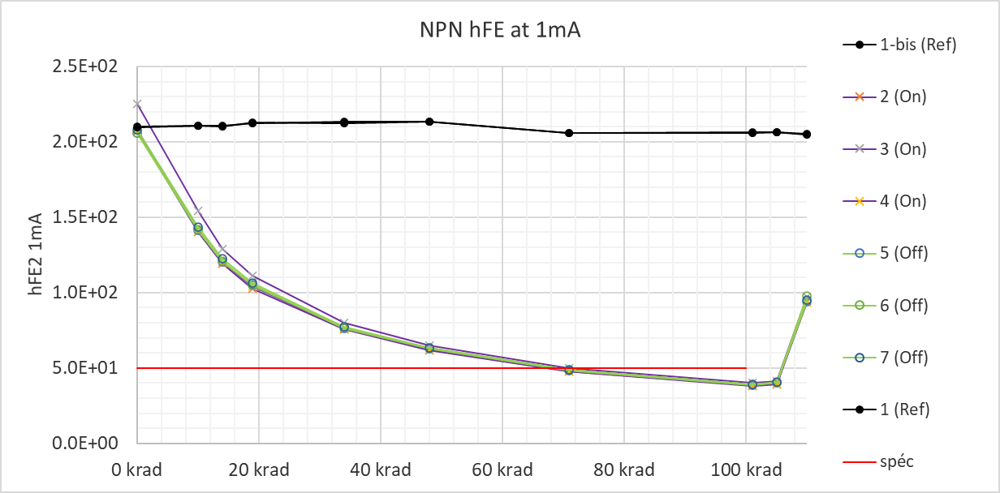 NPN hFE at 1mA
2.5E+02
2.0E+02
1.5E+02
1.0E+02
5.0E+01
0.0E+00
hFE2 1mA
0 krad
20 krad
40 krad
60 krad
80 krad
100 krad
1-bis (Ref)
2 (On)
3 (On)
4 (On)
5 (Off)
6 (Off)
7 (Off)
1 (Ref)
spéc